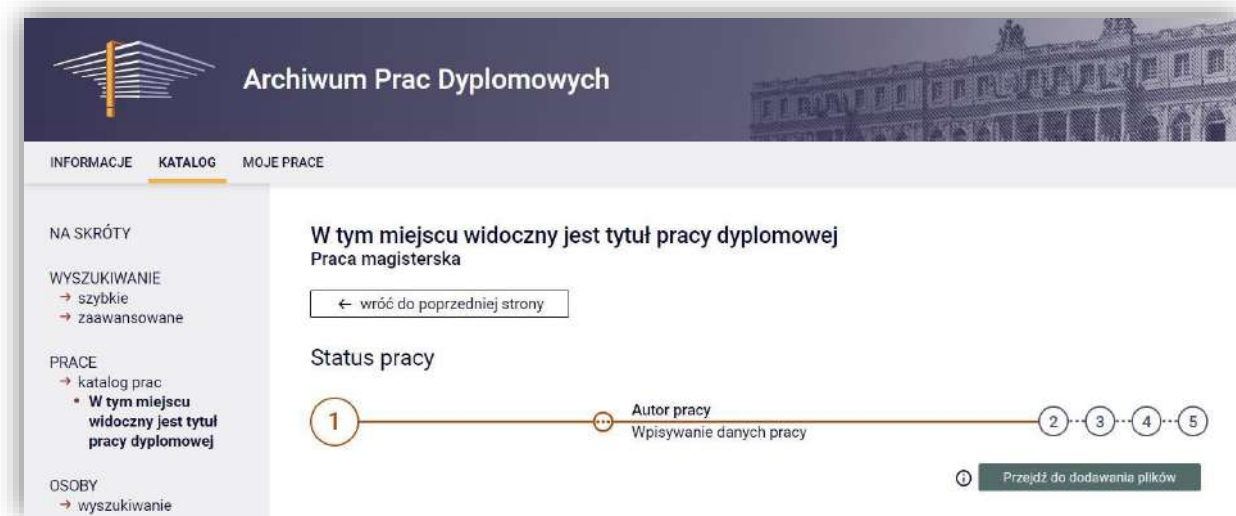 Archiwum Prac Dyplomowych
INFORMACJE KATALOG MOJE PRACE
NA SKRÓTY
WYSZUKIWANIE
→ szybkie
→ zaawansowane
PRACE
→ katalog prac
• W tym miejscu
widoczny jest tytuł
pracy dyplomowej
OSOBY
→ wyszukiwanie
W tym miejscu widoczny jest tytuł pracy dyplomowej
Praca magisterska
← wróć do poprzedniej strony
Status pracy
1
Autor pracy
Wpisywanie danych pracy
2 3 4 5
Przejdź do dodawania plików